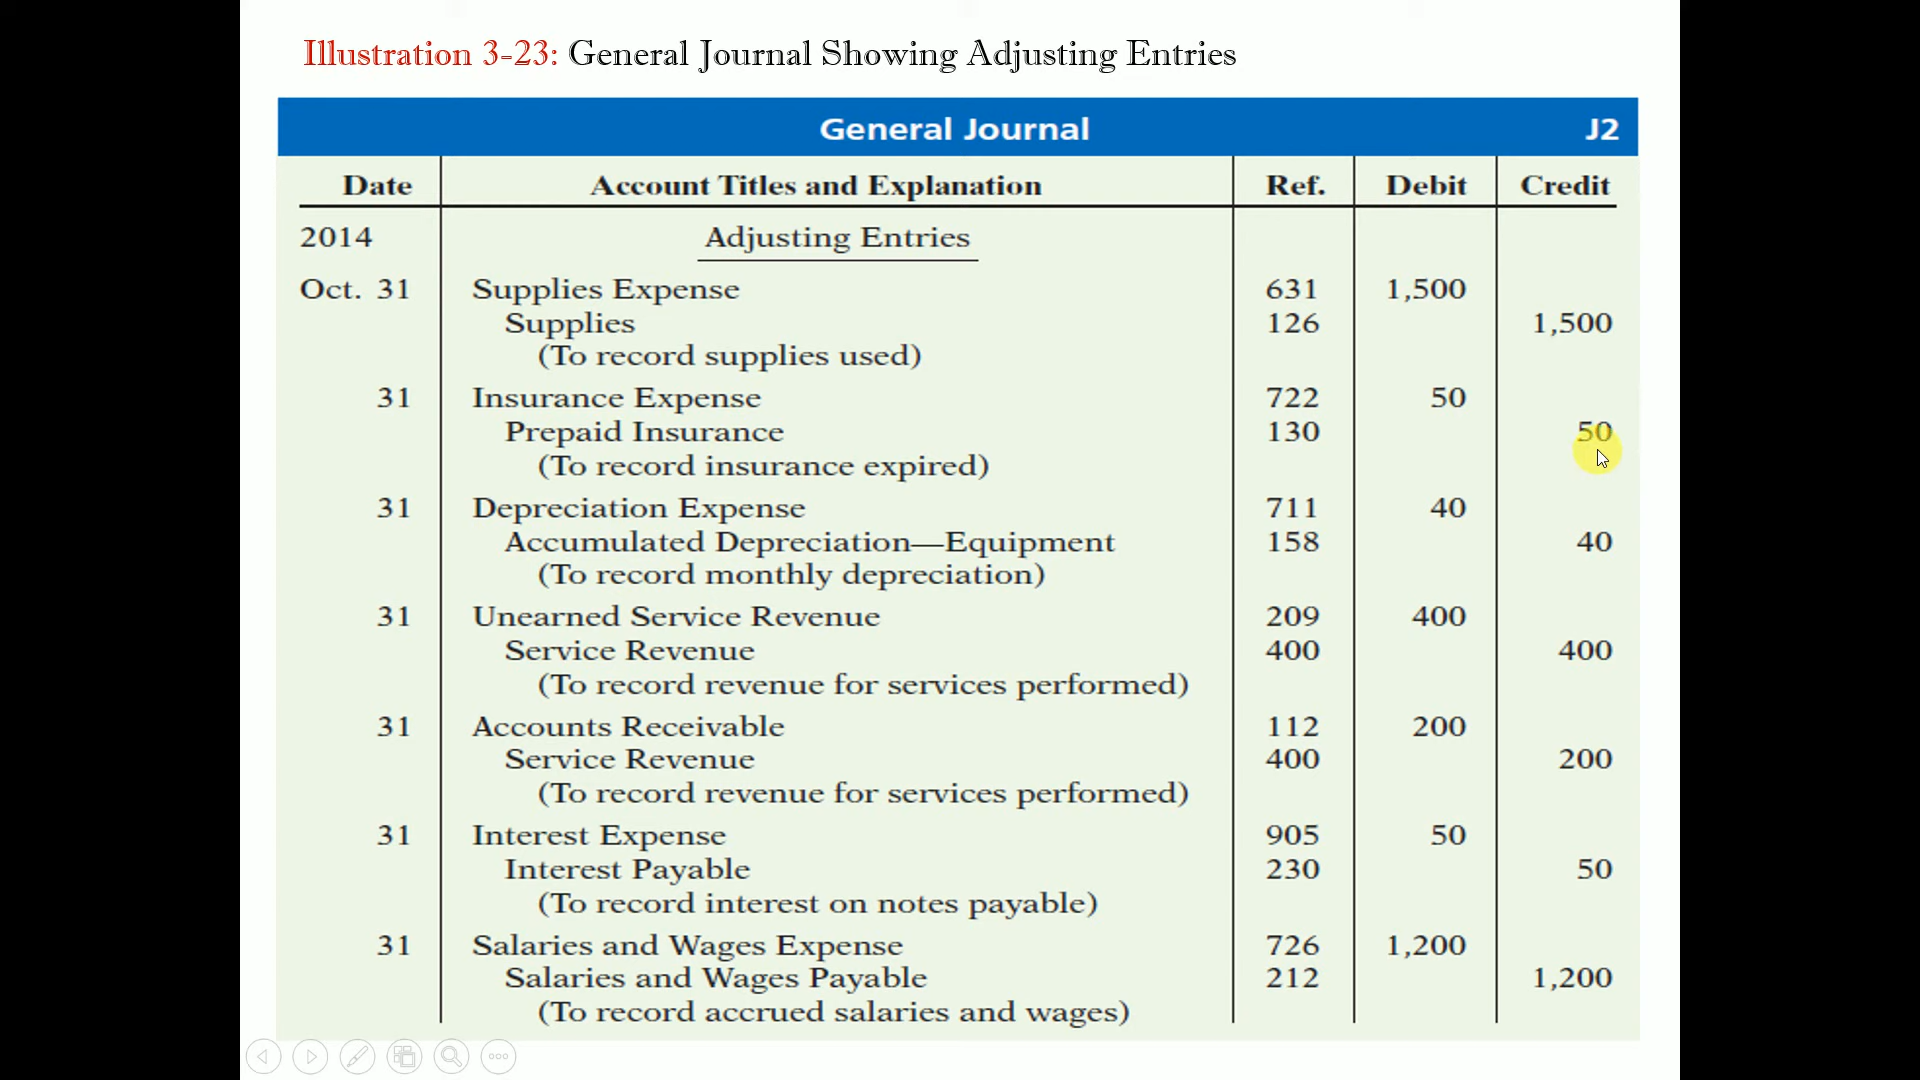 Illustration 3-23: General Journal Showing Adjusting Entries
General Journal J2
Date Account Titles and Explanation Ref. Debit Credit
2014 Adjusting Entries
Oct. 31 Supplies Expense 631 1,500
Supplies 126 1,500
(To record supplies used)
31 Insurance Expense 722 50
Prepaid Insurance 130 50
(To record insurance expired)
31 Depreciation Expense 711 40
Accumulated Depreciation—Equipment 158 40
(To record monthly depreciation)
31 Unearned Service Revenue 209 400
Service Revenue 400 400
(To record revenue for services performed)
31 Accounts Receivable 112 200
Service Revenue 400 200
(To record revenue for services performed)
31 Interest Expense 905 50
Interest Payable 230 50
(To record interest on notes payable)
31 Salaries and Wages Expense 726 1,200
Salaries and Wages Payable 212 1,200
(To record accrued salaries and wages)